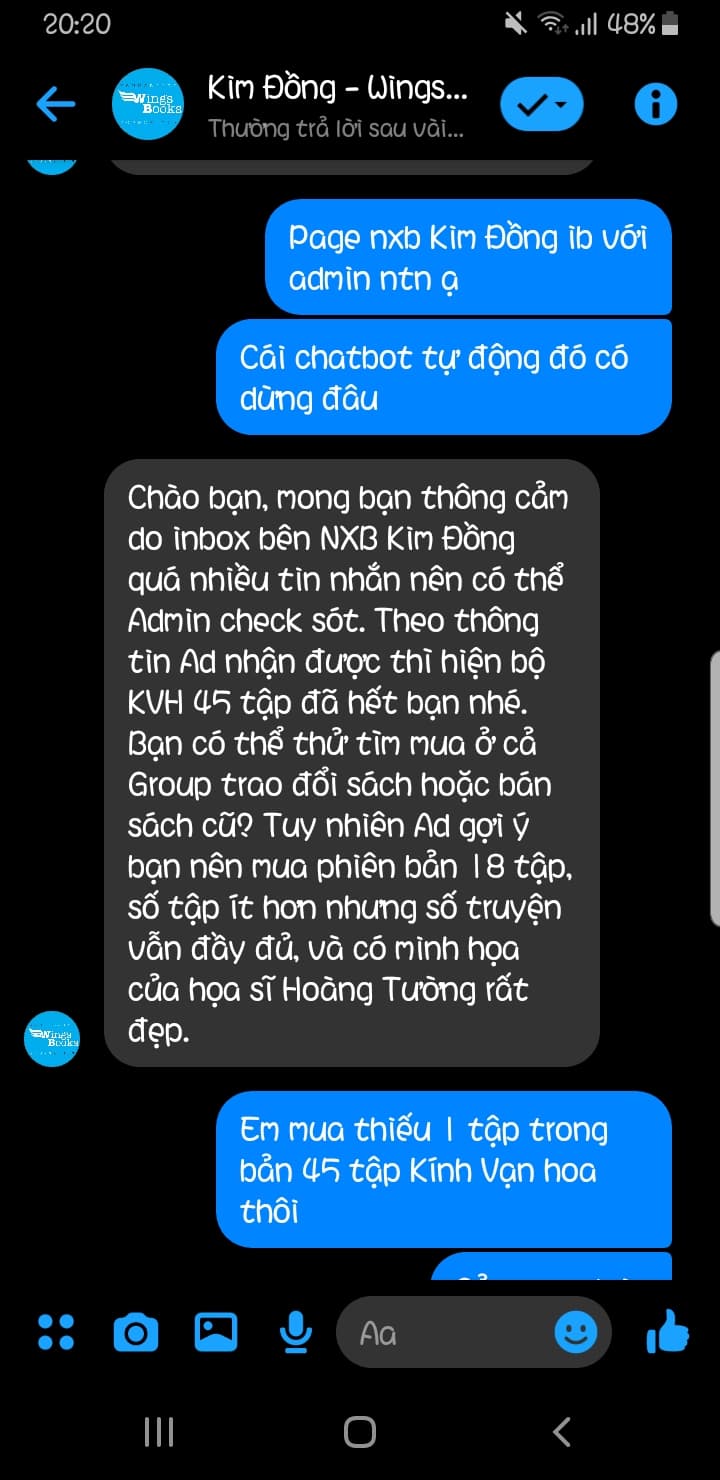 20:20
48%
Wings
Books
Kim Đồng - Wings...
Thường trả lời sau vài...
Page nxb Kim Đồng ib với
admin ntn ạ
Cái chatbot tự động đó có
dừng đâu
Chào bạn, mong bạn thông cảm
do inbox bên NXB Kim Đồng
quá nhiều tin nhắn nên có thể
Admin check sót. Theo thông
tin Ad nhận được thì hiện bộ
KVH 45 tập đã hết bạn nhé.
Bạn có thể thử tìm mua ở cả
Group trao đổi sách hoặc bán
sách cũ? Tuy nhiên Ad gợi ý
bạn nên mua phiên bản 18 tập,
số tập ít hơn nhưng số truyện
vẫn đầy đủ, và có minh họa
của họa sĩ Hoàng Tường rất
đẹp.
Wings
Books
Em mua thiếu 1 tập trong
bản 45 tập Kính Vạn hoa
thôi
Aa